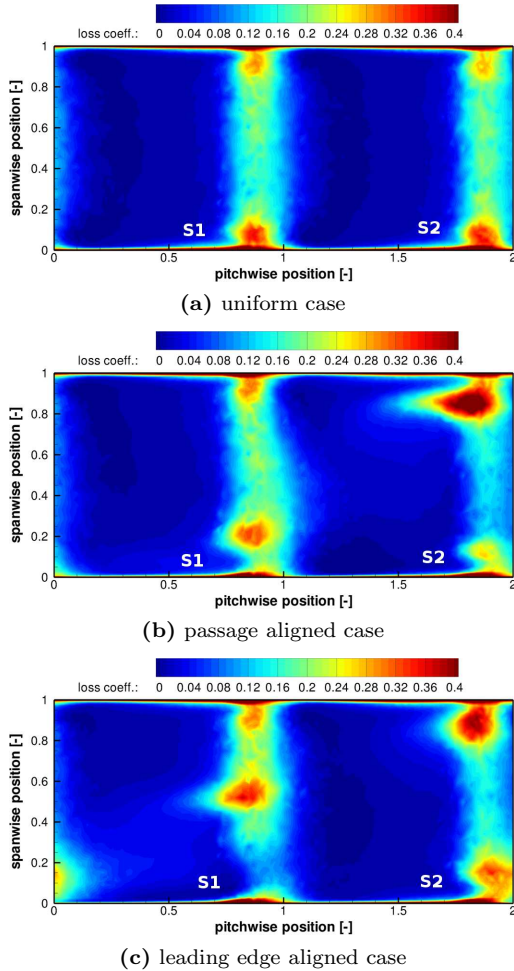 loss coeff.: 0 0.04 0.08 0.12 0.16 0.2 0.24 0.28 0.32 0.36 0.4
1
0.8
0.6
0.4
0.2
0
spanwise position [-]
S1 S2
0.5 1 1.5 2
pitchwise position [-]
(a) uniform case
loss coeff.: 0 0.04 0.08 0.12 0.16 0.2 0.24 0.28 0.32 0.36 0.4
1
0.8
0.6
0.4
0.2
0
spanwise position [-]
S1 S2
0 0.5 1 1.5 2
pitchwise position [-]
(b) passage aligned case
loss coeff.: 0 0.04 0.08 0.12 0.16 0.2 0.24 0.28 0.32 0.36 0.4
1
0.8
0.6
0.4
0.2
0
spanwise position [-]
S1 S2
0 0.5 1 1.5 2
pitchwise position [-]
(c) leading edge aligned case